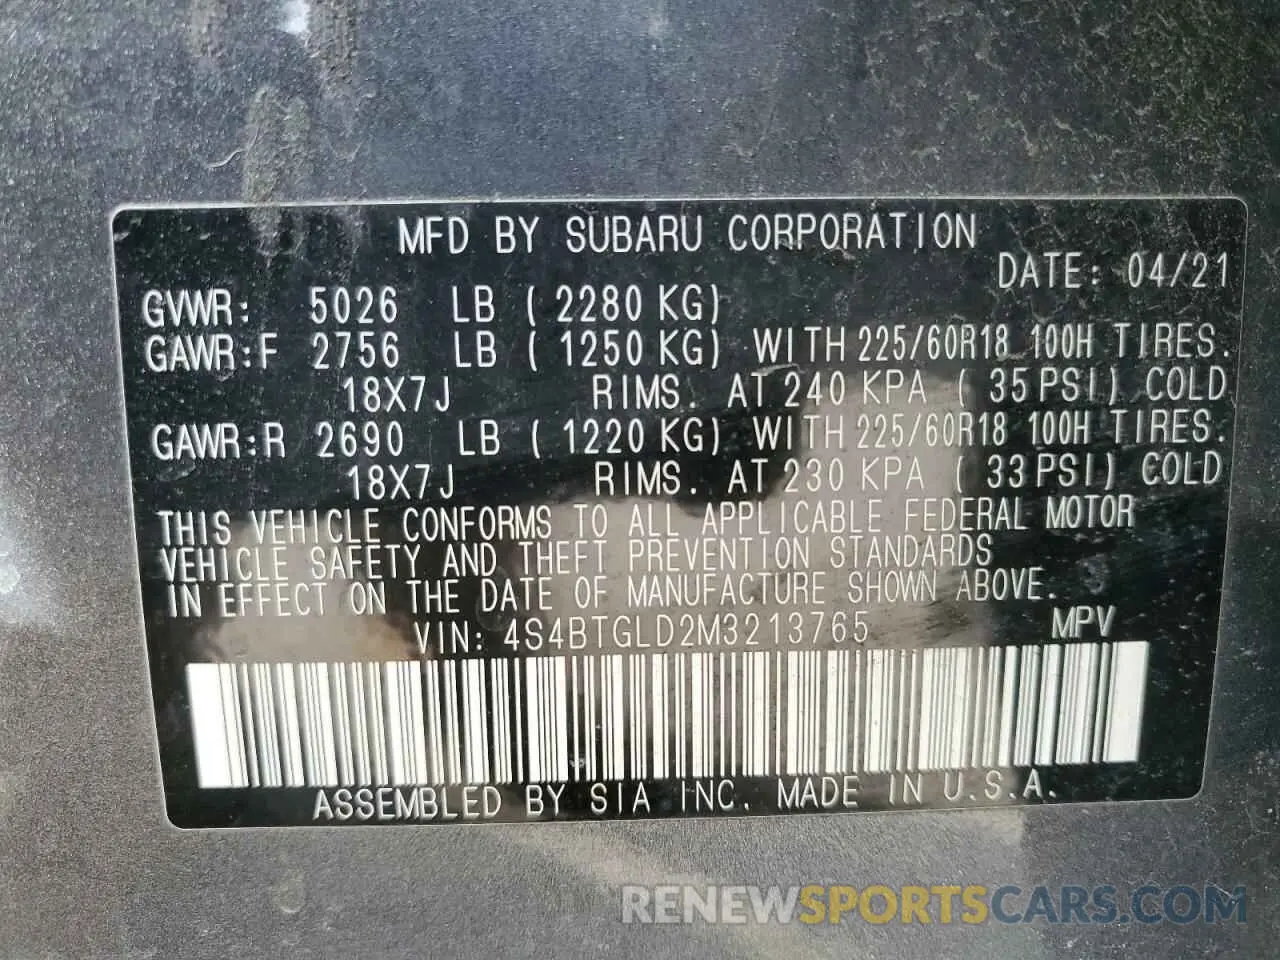 MFD BY SUBARU CORPORATION
DATE: 04/21
GVWR: 5026 LB ( 2280 KG)
GAWR:F 2756 LB ( 1250 KG) WITH 225/60R18 100H TIRES.
18X7J RIMS. AT 240 KPA ( 35 PSI) COLD
GAWR:R 2690 LB ( 1220 KG) WITH 225/60R18 100H TIRES.
18X7J RIMS. AT 230 KPA ( 33 PSI) COLD
THIS VEHICLE CONFORMS TO ALL APPLICABLE FEDERAL MOTOR
VEHICLE SAFETY AND THEFT PREVENTION STANDARDS
IN EFFECT ON THE DATE OF MANUFACTURE SHOWN ABOVE.
VIN: 4S4BTGLD2M3213765 MPV
ASSEMBLED BY SIA INC. MADE IN U.S.A.
RENEWSPORTSCARS.COM